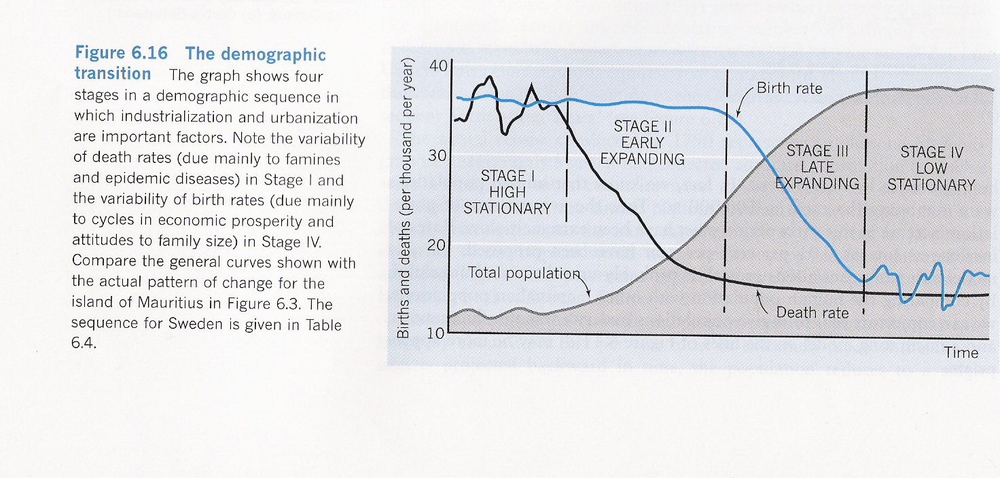 Figure 6.16 The demographic
transition The graph shows four
stages in a demographic sequence in
which industrialization and urbanization
are important factors. Note the variability
of death rates (due mainly to famines
and epidemic diseases) in Stage I and
the variability of birth rates (due mainly
to cycles in economic prosperity and
attitudes to family size) in Stage IV.
Compare the general curves shown with
the actual pattern of change for the
island of Mauritius in Figure 6.3. The
sequence for Sweden is given in Table
6.4.
Births and deaths (per thousand per year)
40
30
20
10
STAGE I
HIGH
STATIONARY
STAGE II
EARLY
EXPANDING
Birth rate
STAGE III
LATE
EXPANDING
STAGE IV
LOW
STATIONARY
Total population
Death rate
Time